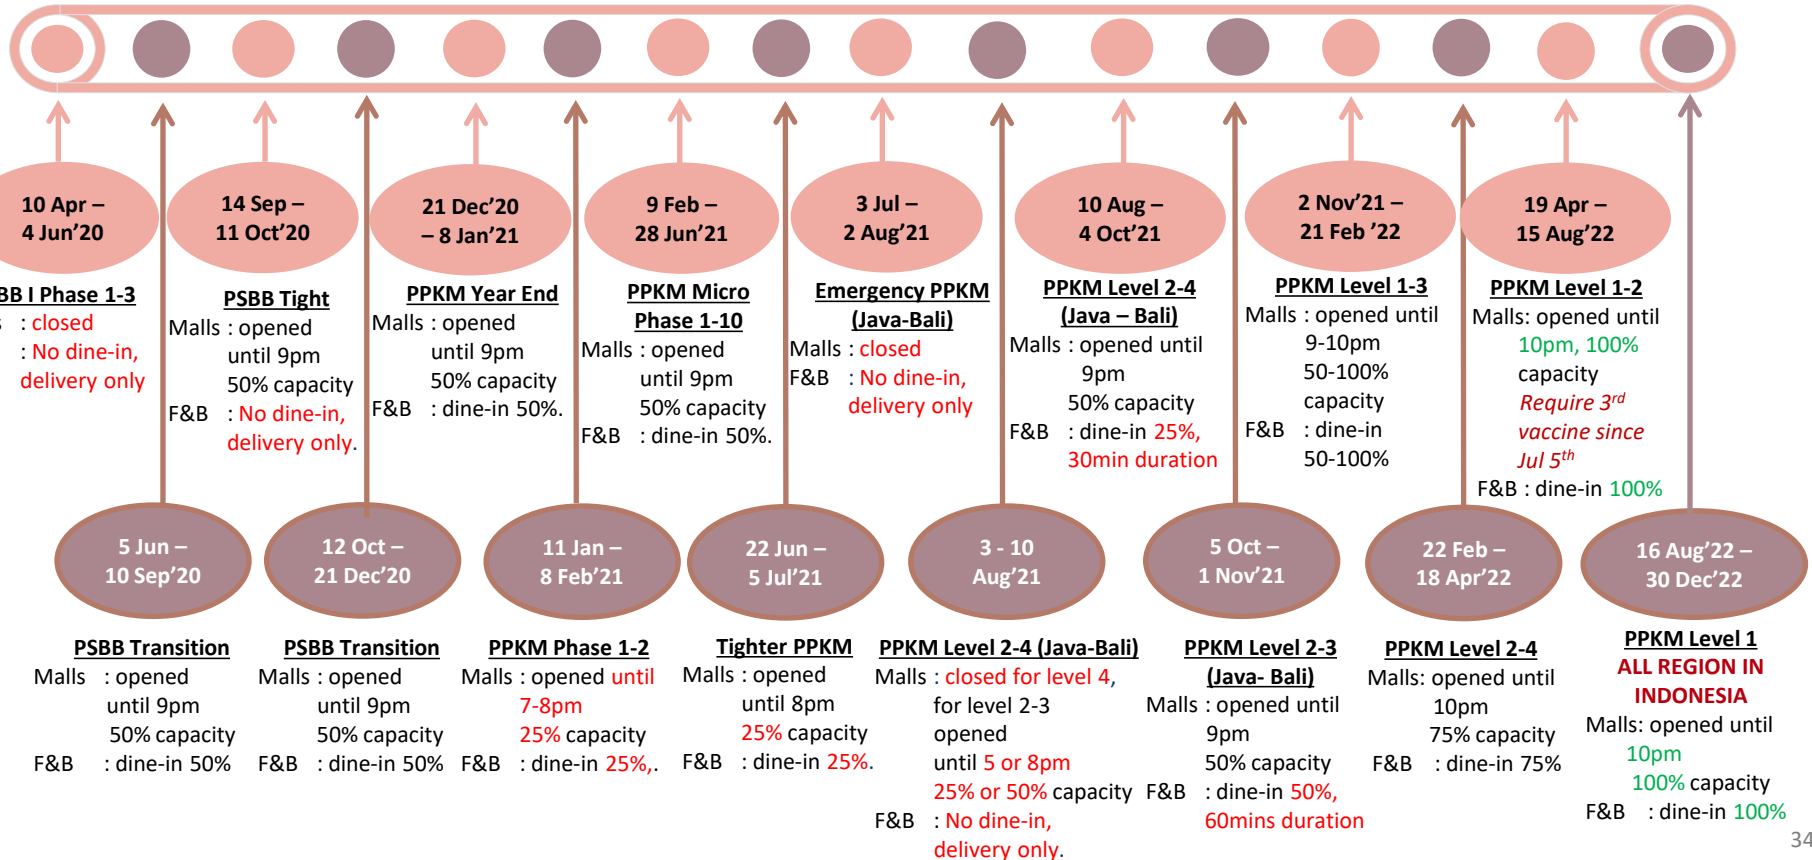 10 Apr –
4 Jun'20
14 Sep –
11 Oct'20
21 Dec'20
– 8 Jan'21
9 Feb –
28 Jun'21
3 Jul –
2 Aug'21
10 Aug –
4 Oct'21
2 Nov'21 –
21 Feb '22
19 Apr –
15 Aug'22
BB I Phase 1-3
: closed
: No dine-in,
delivery only
PSBB Tight
Malls : opened
until 9pm
50% capacity
F&B : No dine-in,
delivery only.
PPKM Year End
Malls : opened
until 9pm
50% capacity
F&B : dine-in 50%.
PPKM Micro
Phase 1-10
Malls : opened
until 9pm
50% capacity
F&B : dine-in 50%.
Emergency PPKM
(Java-Bali)
Malls : closed
F&B : No dine-in,
delivery only
PPKM Level 2-4
(Java – Bali)
Malls : opened until
9pm
50% capacity
F&B : dine-in 25%,
30min duration
PPKM Level 1-3
Malls : opened until
9-10pm
50-100%
capacity
F&B : dine-in
50-100%
PPKM Level 1-2
Malls: opened until
10pm, 100%
capacity
Require 3rd
vaccine since
Jul 5th
F&B : dine-in 100%
5 Jun –
10 Sep'20
12 Oct –
21 Dec'20
11 Jan –
8 Feb'21
22 Jun –
5 Jul'21
3 - 10
Aug'21
5 Oct –
1 Nov'21
22 Feb –
18 Apr'22
16 Aug'22 –
30 Dec'22
PSBB Transition
Malls : opened
until 9pm
50% capacity
F&B : dine-in 50%
PSBB Transition
Malls : opened
until 9pm
50% capacity
F&B : dine-in 50%
PPKM Phase 1-2
Malls : opened until
7-8pm
25% capacity
F&B : dine-in 25%,.
Tighter PPKM
Malls : opened
until 8pm
25% capacity
F&B : dine-in 25%.
PPKM Level 2-4 (Java-Bali)
Malls : closed for level 4,
for level 2-3
opened
until 5 or 8pm
25% or 50% capacity
F&B : No dine-in,
delivery only.
PPKM Level 2-3
(Java- Bali)
Malls : opened until
9pm
50% capacity
F&B : dine-in 50%,
60mins duration
PPKM Level 2-4
Malls: opened until
10pm
75% capacity
F&B : dine-in 75%
PPKM Level 1
ALL REGION IN
INDONESIA
Malls: opened until
10pm
100% capacity
F&B : dine-in 100%
34